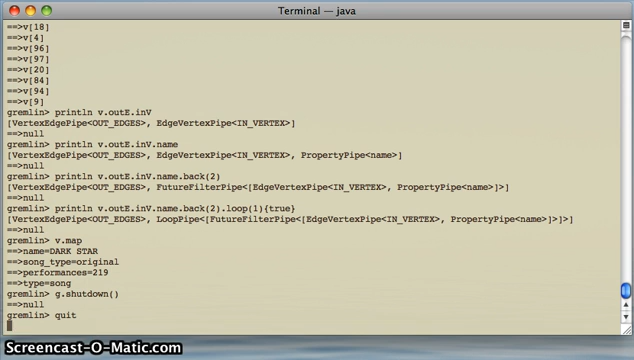 Terminal — java
==>v[18]
==>v[4]
==>v[96]
==>v[97]
==>v[20]
==>v[84]
==>v[94]
==>v[9]
gremlin> println v.outE.inV
[VertexEdgePipe<OUT_EDGES>, EdgeVertexPipe<IN_VERTEX>]
==>null
gremlin> println v.outE.inV.name
[VertexEdgePipe<OUT_EDGES>, EdgeVertexPipe<IN_VERTEX>, PropertyPipe<name>]
==>null
gremlin> println v.outE.inV.name.back(2)
[VertexEdgePipe<OUT_EDGES>, FutureFilterPipe<[EdgeVertexPipe<IN_VERTEX>, PropertyPipe<name>]>]
==>null
gremlin> println v.outE.inV.name.back(2).loop(1){true}
[VertexEdgePipe<OUT_EDGES>, LoopPipe<[FutureFilterPipe<[EdgeVertexPipe<IN_VERTEX>, PropertyPipe<name>]>]>]
==>null
gremlin> v.map
==>name=DARK STAR
==>song_type=original
==>performances=219
==>type=song
gremlin> g.shutdown()
==>null
gremlin> quit
Screencast-O-Matic.com